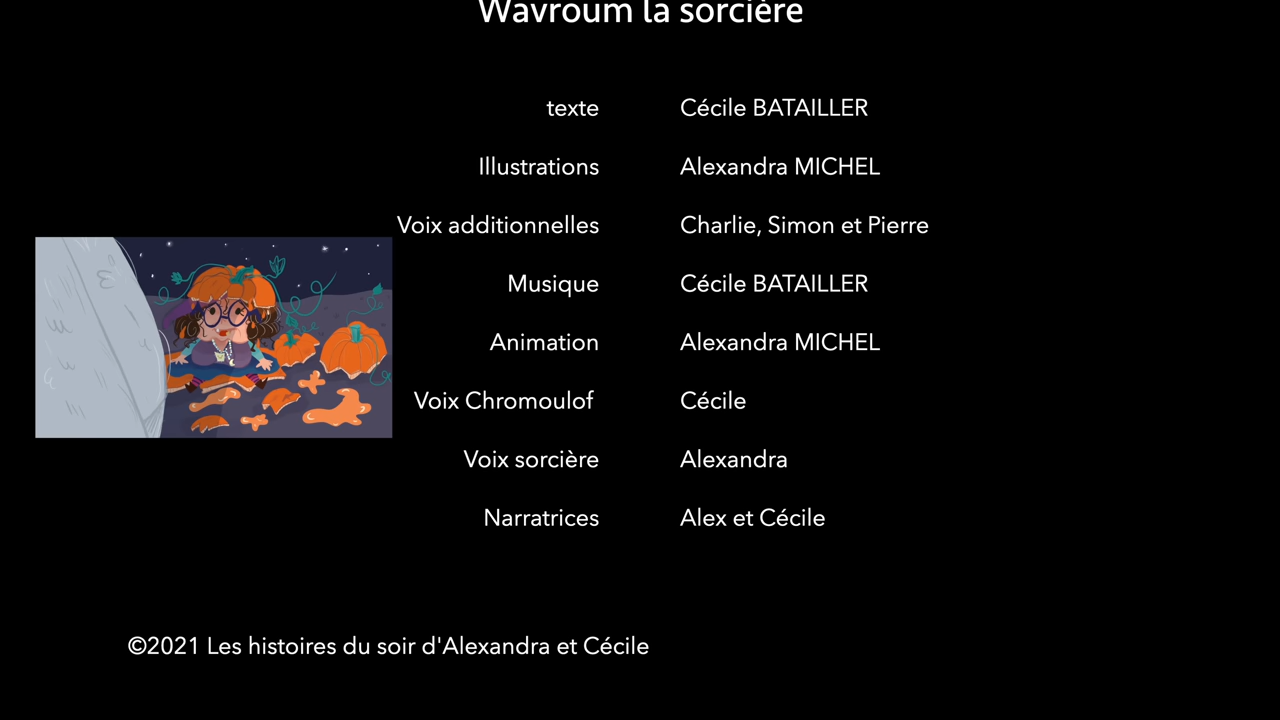 Wavroum la sorcière
texte Cécile BATAILLER
Illustrations Alexandra MICHEL
Voix additionnelles Charlie, Simon et Pierre
Musique Cécile BATAILLER
Animation Alexandra MICHEL
Voix Chromoulof Cécile
Voix sorcière Alexandra
Narratrices Alex et Cécile
©2021 Les histoires du soir d'Alexandra et Cécile